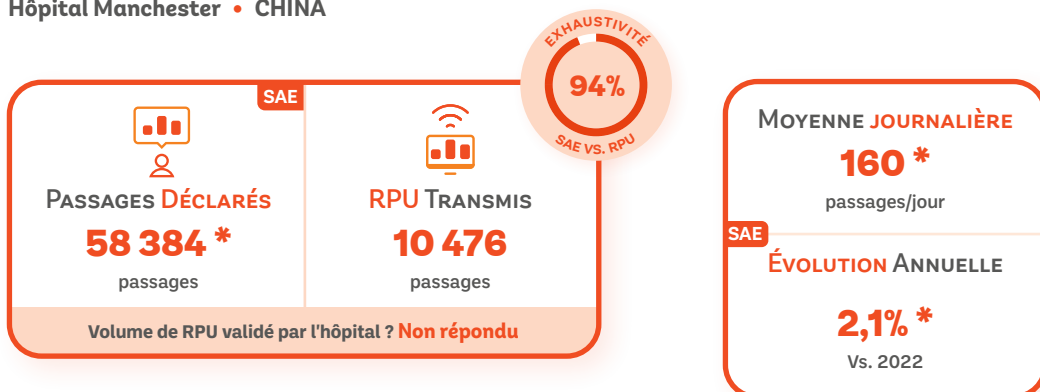 Hôpital Manchester • CHINA
EXHAUSTIVITÉ
94%
SAE VS. RPU
SAE
PASSAGES DÉCLARÉS
58 384 *
passages
RPU TRANSMIS
10 476
passages
Volume de RPU validé par l'hôpital ? Non répondu
MOYENNE JOURNALIÈRE
160 *
passages/jour
SAE
ÉVOLUTION ANNUELLE
2,1% *
Vs. 2022